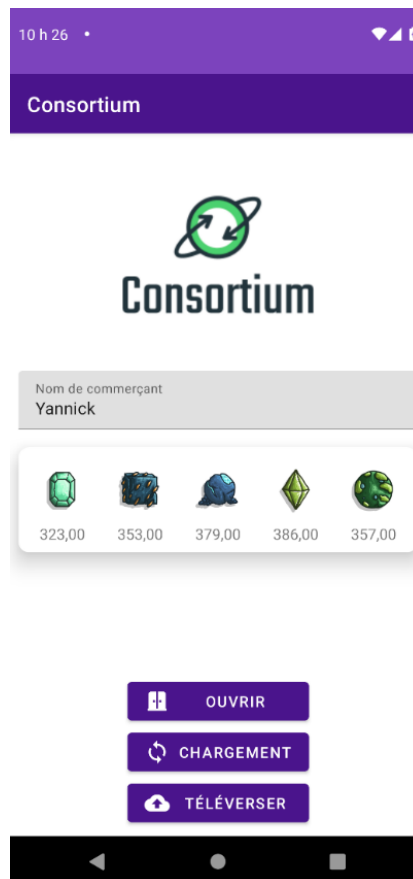 10 h 26
Consortium
Consortium
Nom de commerçant
Yannick
323,00 353,00 379,00 386,00 357,00
OUVRIR
CHARGEMENT
TÉLÉVERSER